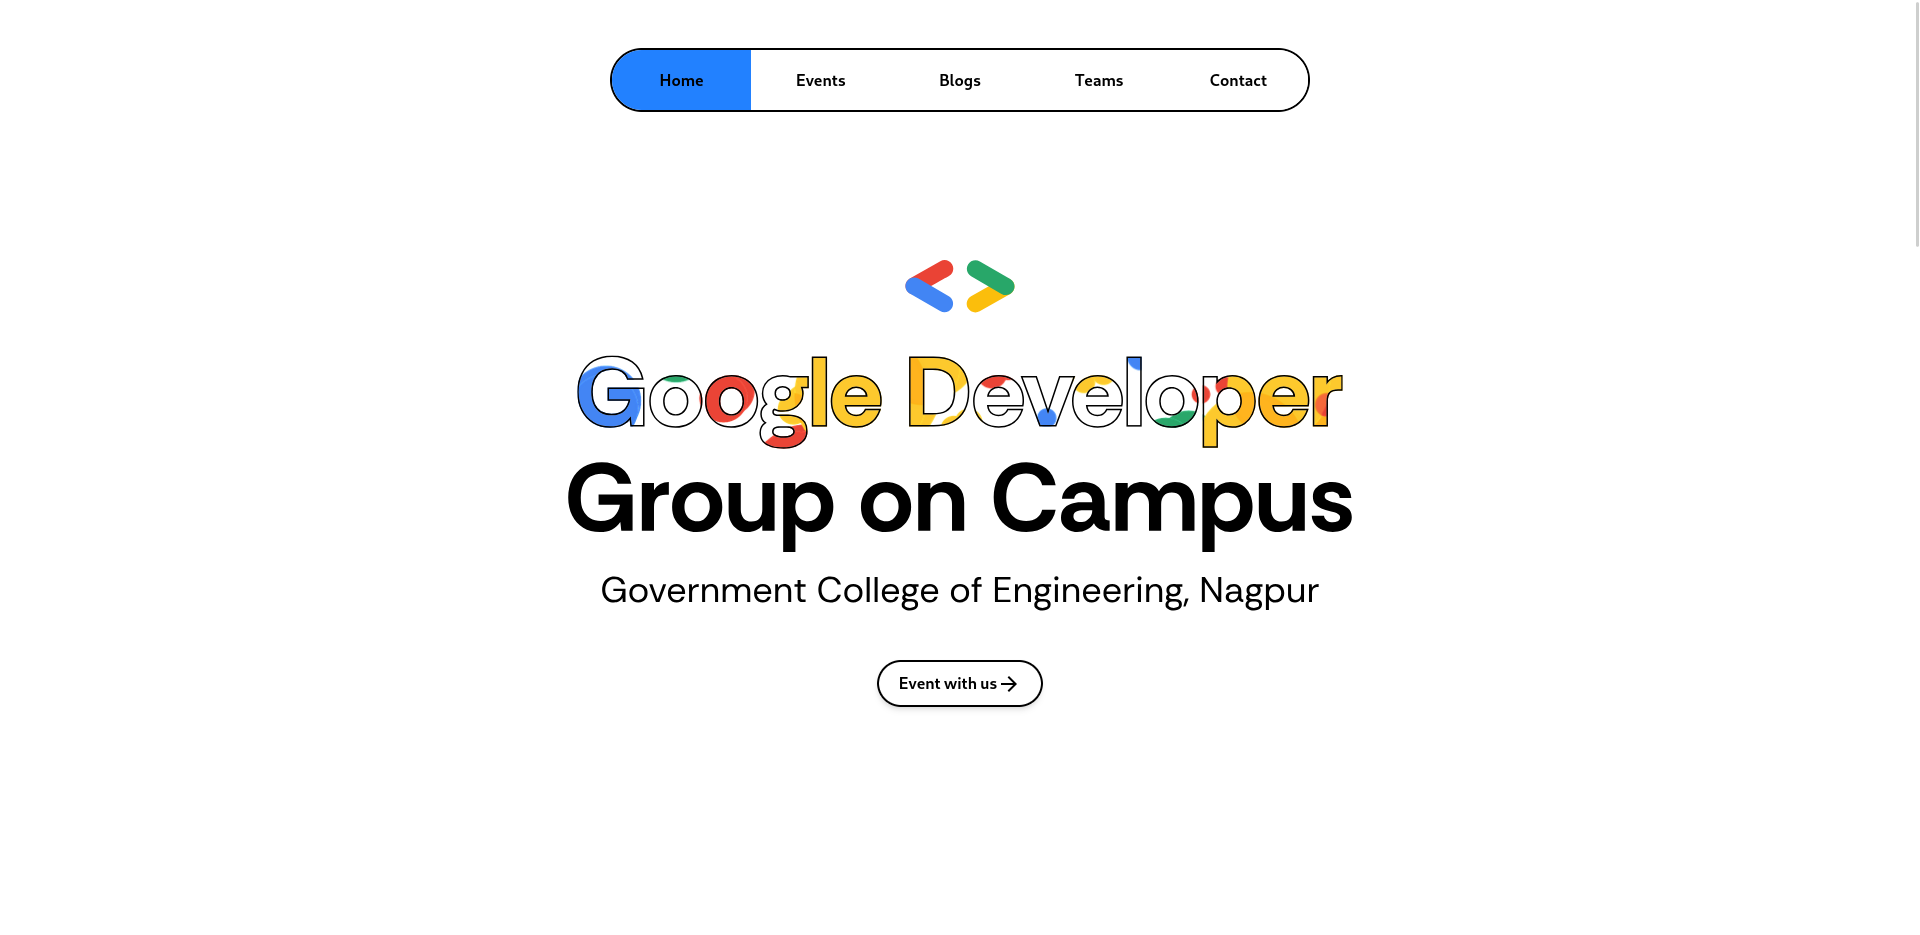 Home Events Blogs Teams Contact
Google Developer
Group on Campus
Government College of Engineering, Nagpur
Event with us